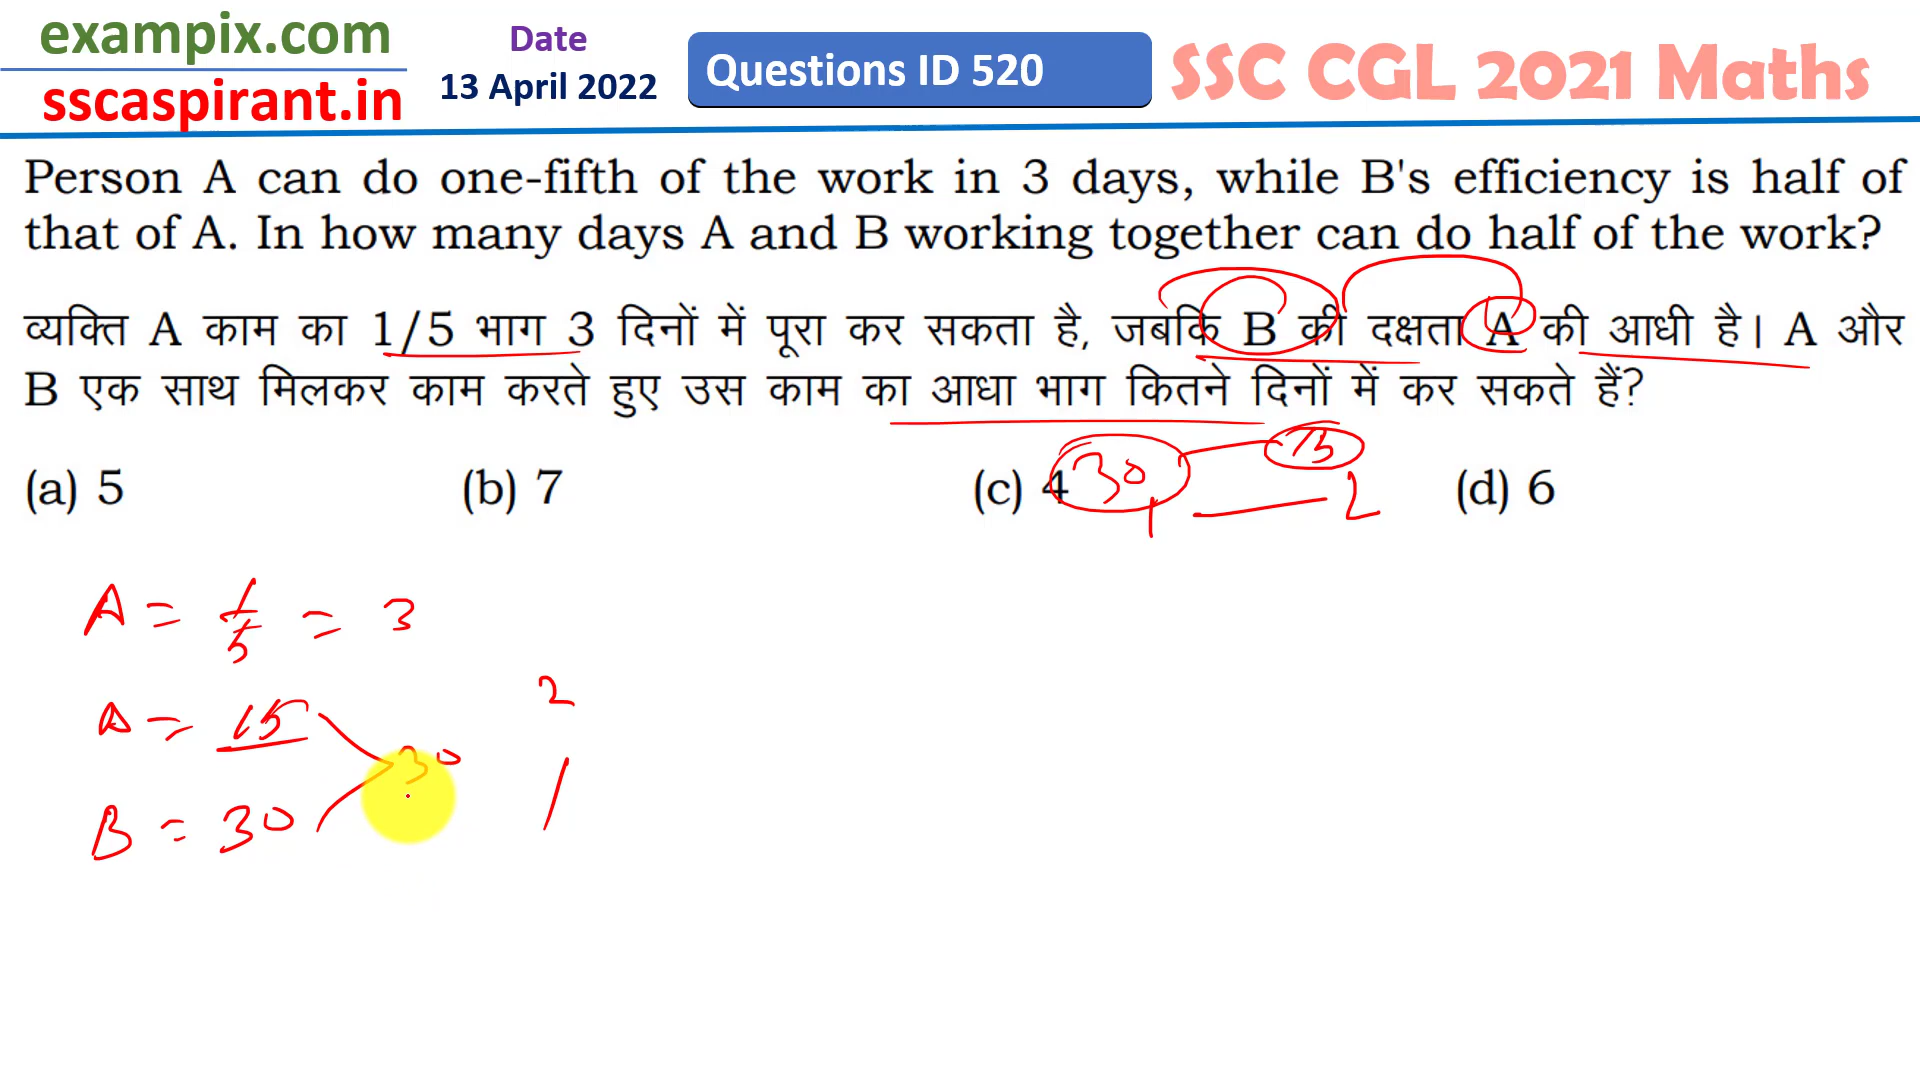 exampix.com
sscaspirant.in
Date
13 April 2022
Questions ID 520
SSC CGL 2021 Maths
Person A can do one-fifth of the work in 3 days, while B's efficiency is half of
that of A. In how many days A and B working together can do half of the work?
व्यक्ति A काम का 1/5 भाग 3 दिनों में पूरा कर सकता है, जबकि B की दक्षता A की आधी है। A और
B एक साथ मिलकर काम करते हुए उस काम का आधा भाग कितने दिनों में कर सकते हैं?
30 15
1 2
(a) 5 (b) 7 (c) 4 (d) 6
A = 1/5 = 3
A = 15 2
30
B = 30 1